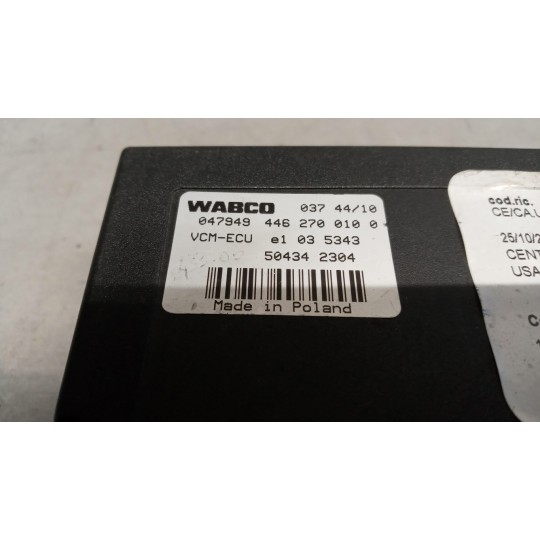 WABCO 037 44/10
047949 446 270 010 0
VCM-ECU e1 03 5343
50434 2304
Made in Poland
cod.ric.
CE/CA.U
25/10/2
CENT
USA
C
1